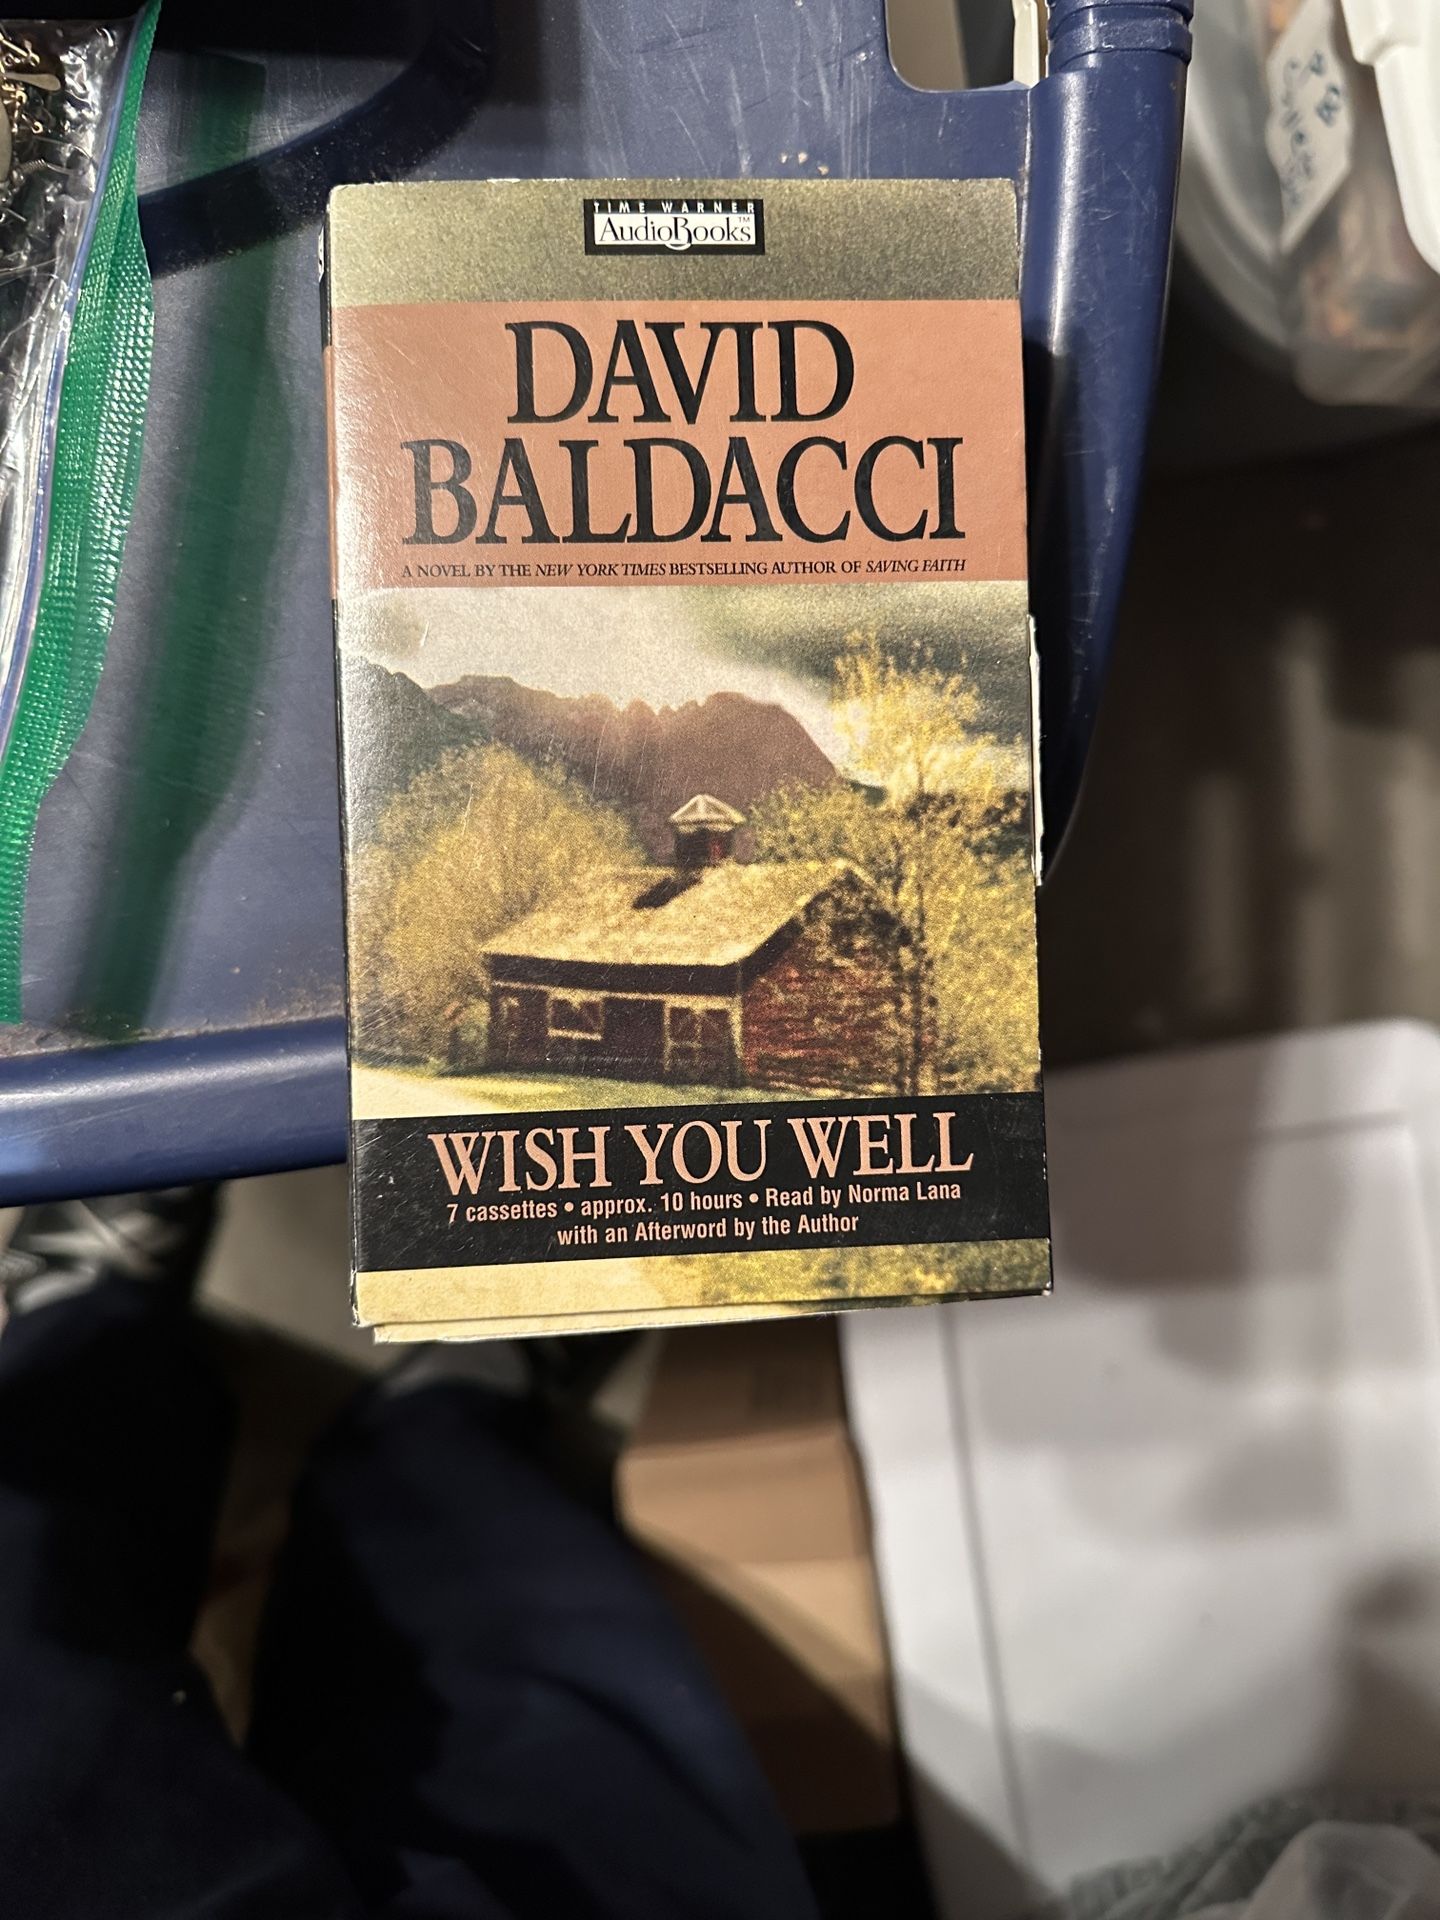 TIME WARNER
AudioBooks™
DAVID
BALDACCI
A NOVEL BY THE NEW YORK TIMES BESTSELLING AUTHOR OF SAVING FAITH
WISH YOU WELL
7 cassettes • approx. 10 hours • Read by Norma Lana
with an Afterword by the Author